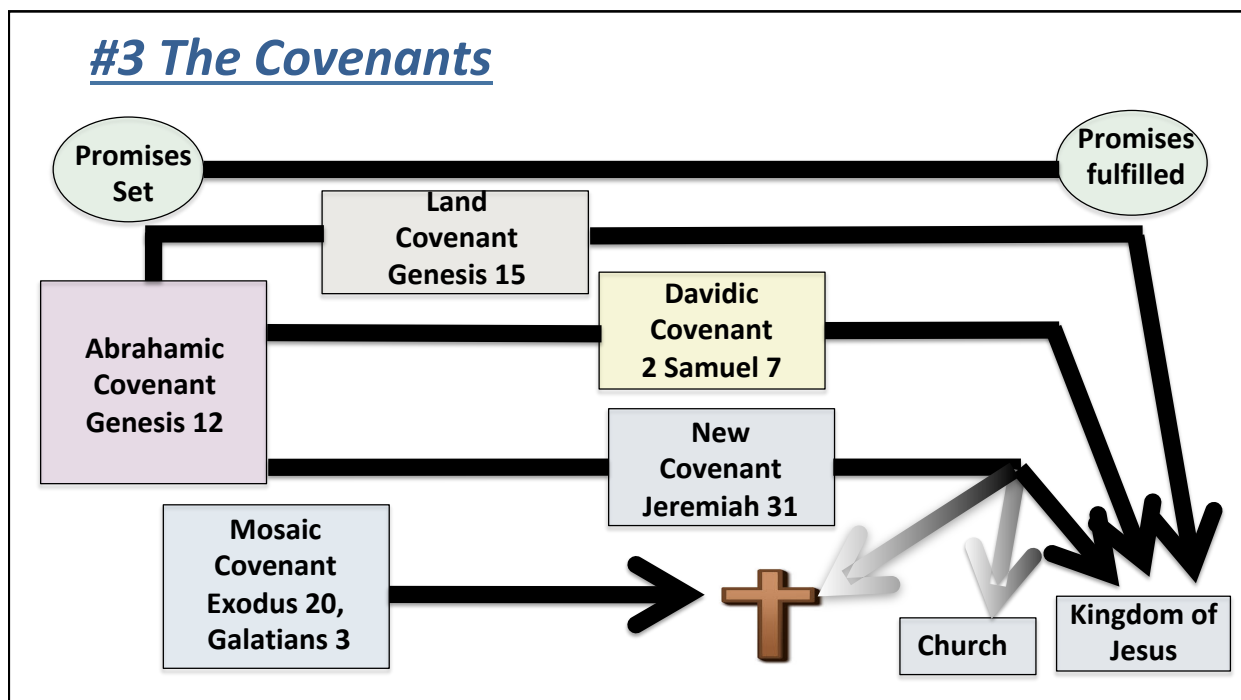 #3 The Covenants
Promises
Set
Promises
fulfilled
Land
Covenant
Genesis 15
Abrahamic
Covenant
Genesis 12
Davidic
Covenant
2 Samuel 7
New
Covenant
Jeremiah 31
Mosaic
Covenant
Exodus 20,
Galatians 3
Church
Kingdom of
Jesus